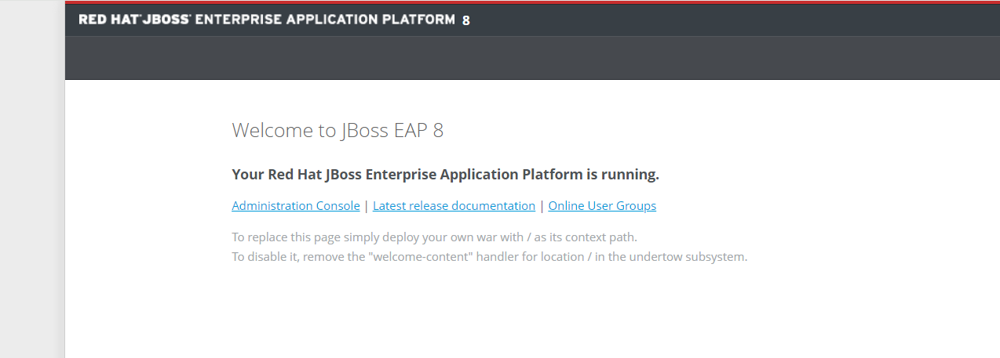 RED HAT® JBOSS® ENTERPRISE APPLICATION PLATFORM 8
Welcome to JBoss EAP 8
Your Red Hat JBoss Enterprise Application Platform is running.
Administration Console | Latest release documentation | Online User Groups
To replace this page simply deploy your own war with / as its context path.
To disable it, remove the "welcome-content" handler for location / in the undertow subsystem.